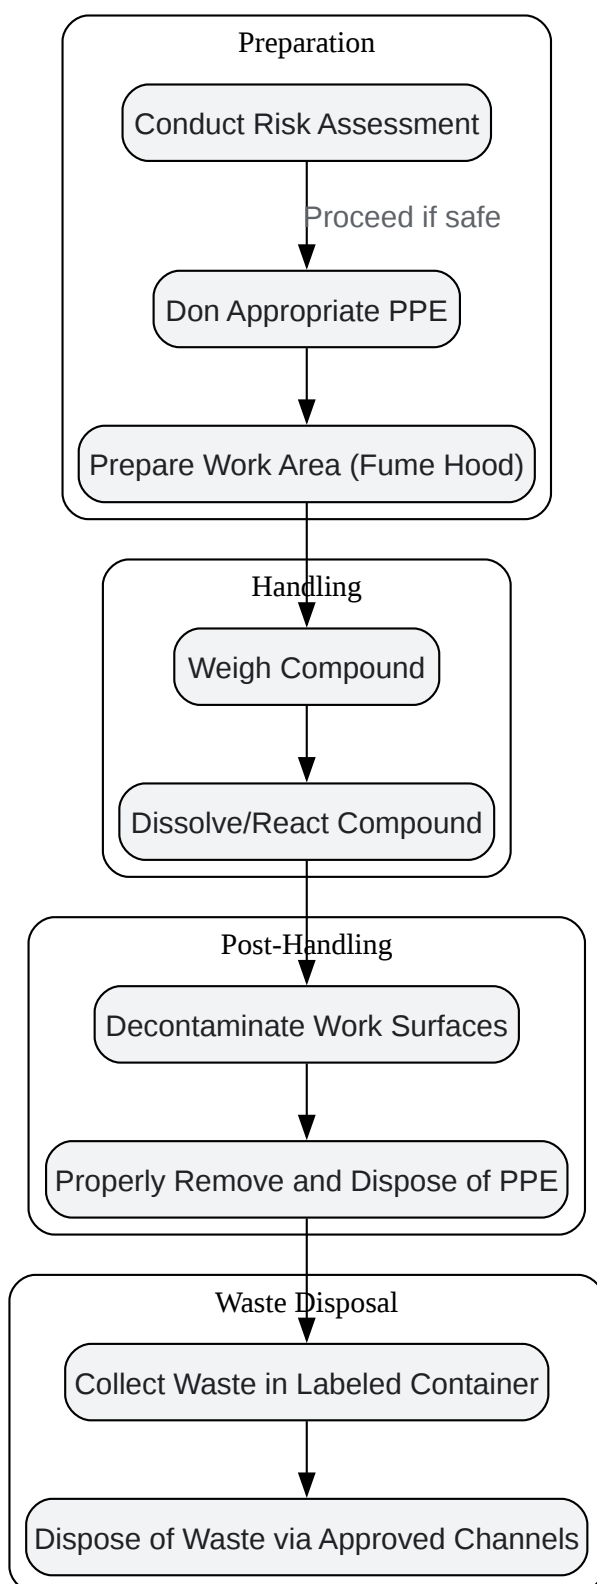 Preparation
Conduct Risk Assessment
Proceed if safe
Don Appropriate PPE
Prepare Work Area (Fume Hood)
Handling
Weigh Compound
Dissolve/React Compound
Post-Handling
Decontaminate Work Surfaces
Properly Remove and Dispose of PPE
Waste Disposal
Collect Waste in Labeled Container
Dispose of Waste via Approved Channels